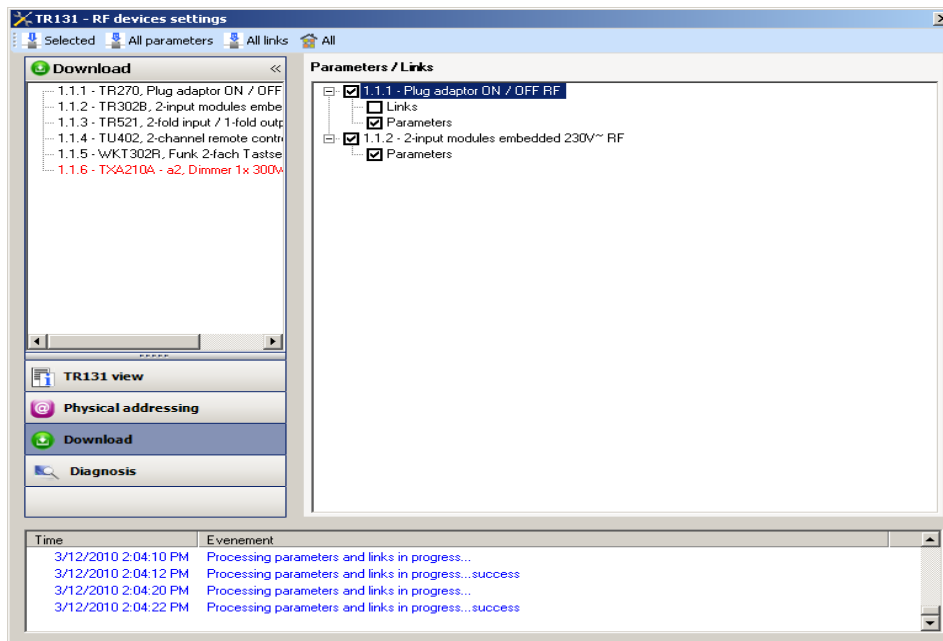 TR131 - RF devices settings
Selected All parameters All links All
Download
1.1.1 - TR270, Plug adaptor ON / OFF
1.1.2 - TR302B, 2-input modules embe
1.1.3 - TR521, 2-fold input / 1-fold outp
1.1.4 - TU402, 2-channel remote contr
1.1.5 - WKT302R, Funk 2-fach Tastse
1.1.6 - TXA210A - a2, Dimmer 1x 300W
TR131 view
Physical addressing
Download
Diagnosis
Parameters / Links
1.1.1 - Plug adaptor ON / OFF RF
Links
Parameters
1.1.2 - 2-input modules embedded 230V~ RF
Parameters
Time Evenement
3/12/2010 2:04:10 PM Processing parameters and links in progress...
3/12/2010 2:04:12 PM Processing parameters and links in progress...success
3/12/2010 2:04:20 PM Processing parameters and links in progress...
3/12/2010 2:04:22 PM Processing parameters and links in progress...success